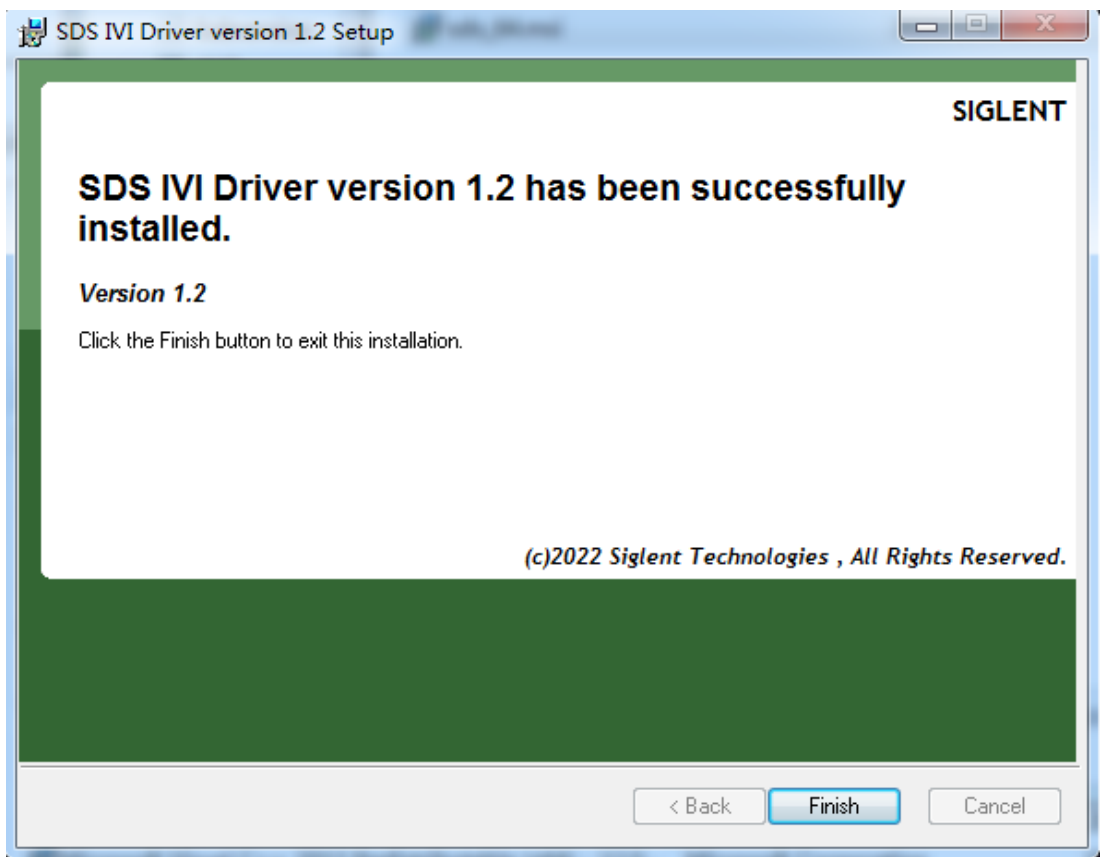 SDS IVI Driver version 1.2 Setup
SIGLENT
SDS IVI Driver version 1.2 has been successfully
installed.
Version 1.2
Click the Finish button to exit this installation.
(c)2022 Siglent Technologies , All Rights Reserved.
< Back
Finish
Cancel